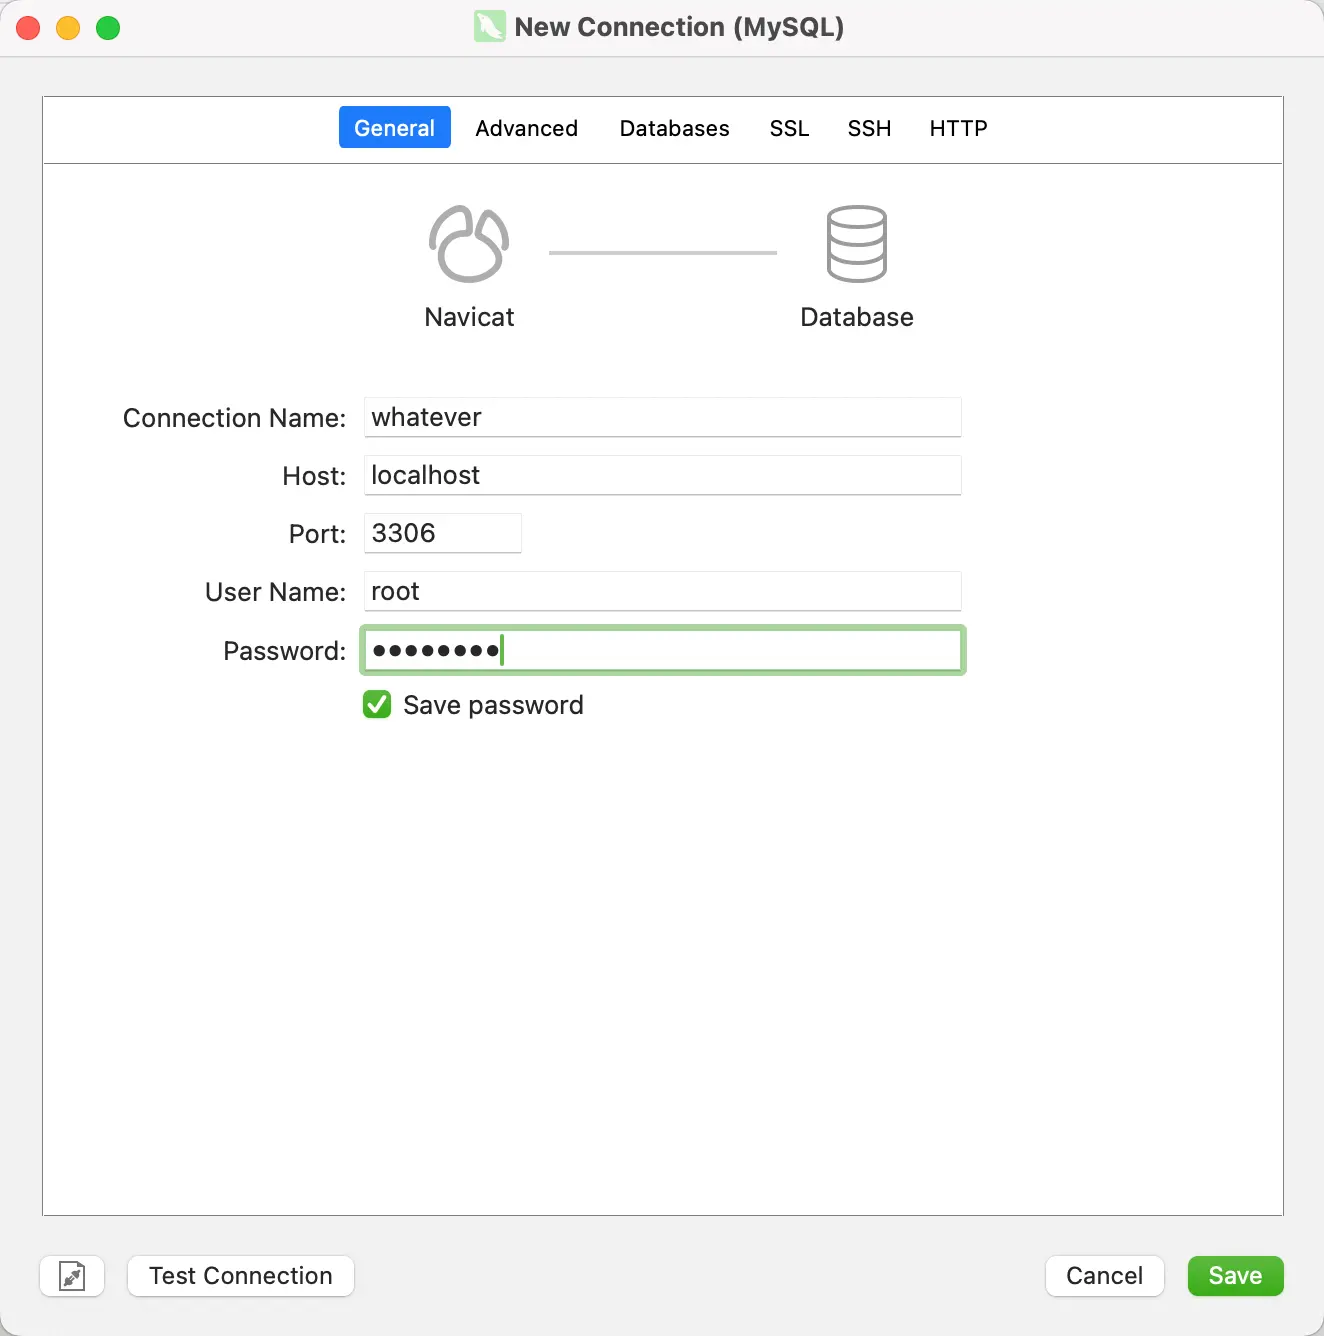 New Connection (MySQL)
General Advanced Databases SSL SSH HTTP
Navicat Database
Connection Name: whatever
Host: localhost
Port: 3306
User Name: root
Password: ••••••••
Save password
Test Connection Cancel Save